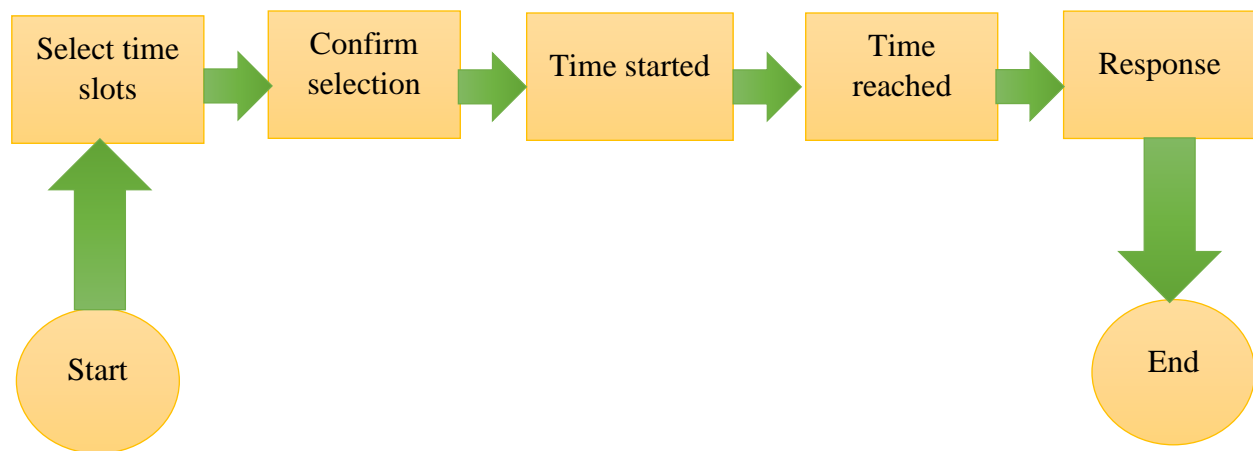 Select time
slots
Confirm
selection
Time started
Time
reached
Response
Start
End